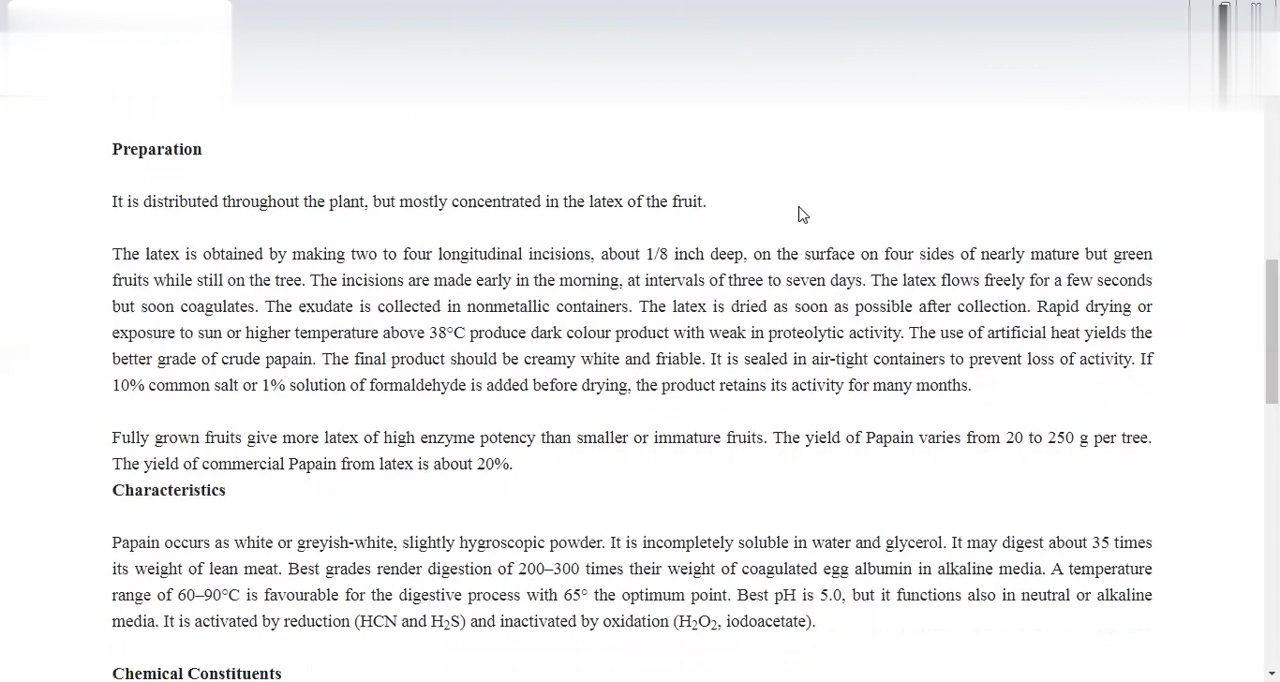 Preparation
It is distributed throughout the plant, but mostly concentrated in the latex of the fruit.
The latex is obtained by making two to four longitudinal incisions, about 1/8 inch deep, on the surface on four sides of nearly mature but green
fruits while still on the tree. The incisions are made early in the morning, at intervals of three to seven days. The latex flows freely for a few seconds
but soon coagulates. The exudate is collected in nonmetallic containers. The latex is dried as soon as possible after collection. Rapid drying or
exposure to sun or higher temperature above 38°C produce dark colour product with weak in proteolytic activity. The use of artificial heat yields the
better grade of crude papain. The final product should be creamy white and friable. It is sealed in air-tight containers to prevent loss of activity. If
10% common salt or 1% solution of formaldehyde is added before drying, the product retains its activity for many months.
Fully grown fruits give more latex of high enzyme potency than smaller or immature fruits. The yield of Papain varies from 20 to 250 g per tree.
The yield of commercial Papain from latex is about 20%.
Characteristics
Papain occurs as white or greyish-white, slightly hygroscopic powder. It is incompletely soluble in water and glycerol. It may digest about 35 times
its weight of lean meat. Best grades render digestion of 200–300 times their weight of coagulated egg albumin in alkaline media. A temperature
range of 60–90°C is favourable for the digestive process with 65° the optimum point. Best pH is 5.0, but it functions also in neutral or alkaline
media. It is activated by reduction (HCN and H₂S) and inactivated by oxidation (H₂O₂, iodoacetate).
Chemical Constituents